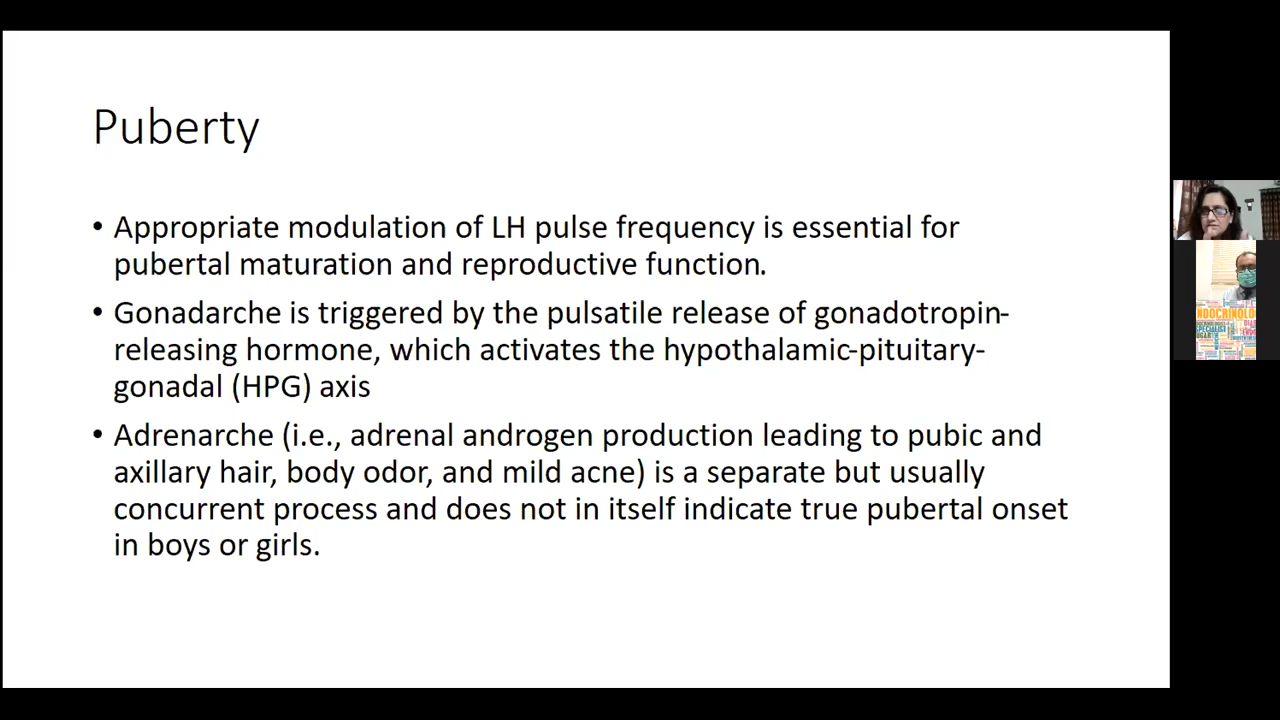 Puberty
• Appropriate modulation of LH pulse frequency is essential for
pubertal maturation and reproductive function.
• Gonadarche is triggered by the pulsatile release of gonadotropin-
releasing hormone, which activates the hypothalamic-pituitary-
gonadal (HPG) axis
• Adrenarche (i.e., adrenal androgen production leading to pubic and
axillary hair, body odor, and mild acne) is a separate but usually
concurrent process and does not in itself indicate true pubertal onset
in boys or girls.